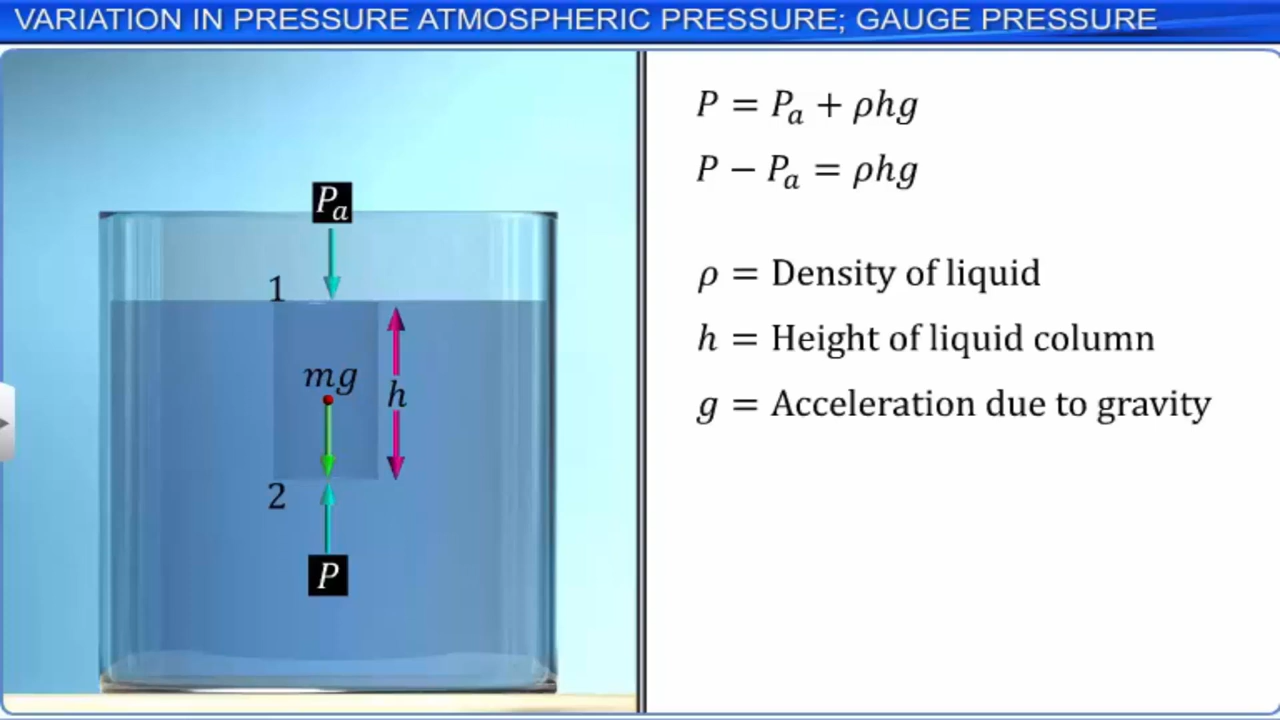 VARIATION IN PRESSURE ATMOSPHERIC PRESSURE; GAUGE PRESSURE
Pₐ
1
mg
h
2
P
P = Pₐ + ρhg
P − Pₐ = ρhg
ρ = Density of liquid
h = Height of liquid column
g = Acceleration due to gravity